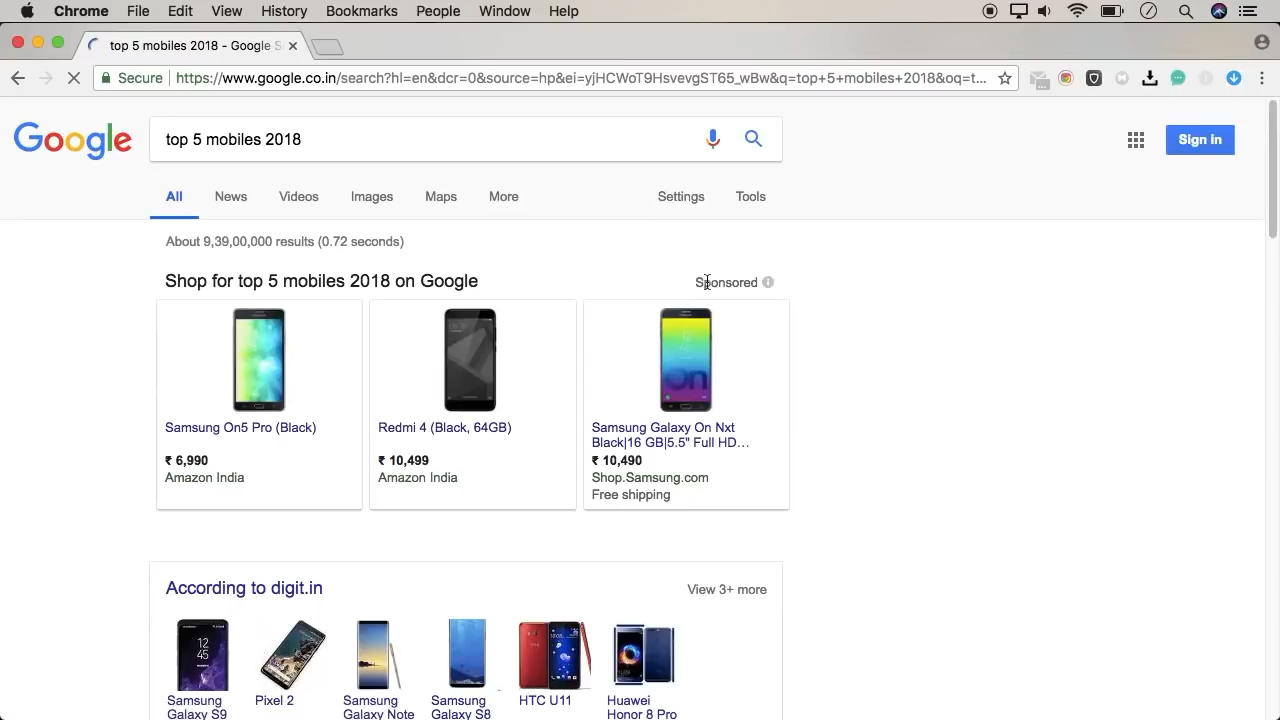 Chrome File Edit View History Bookmarks People Window Help
top 5 mobiles 2018 - Google S
Secure https://www.google.co.in/search?hl=en&dcr=0&source=hp&ei=yjHCWoT9HsvevgST65_wBw&q=top+5+mobiles+2018&oq=t...
Google
top 5 mobiles 2018
Sign in
All News Videos Images Maps More Settings Tools
About 9,39,00,000 results (0.72 seconds)
Shop for top 5 mobiles 2018 on Google
Sponsored
Samsung On5 Pro (Black)
₹ 6,990
Amazon India
Redmi 4 (Black, 64GB)
₹ 10,499
Amazon India
On
Samsung Galaxy On Nxt
Black|16 GB|5.5" Full HD…
₹ 10,490
Shop.Samsung.com
Free shipping
According to digit.in
View 3+ more
12
45
Samsung
Galaxy S9
Pixel 2
Samsung
Galaxy Note
Samsung
Galaxy S8
HTC U11
Huawei
Honor 8 Pro